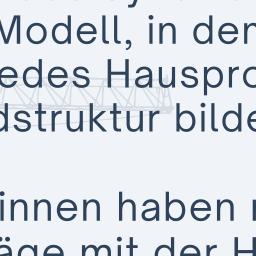 Modell, in den
edes Hauspro
dstruktur bilde
innen haben
äge mit der H